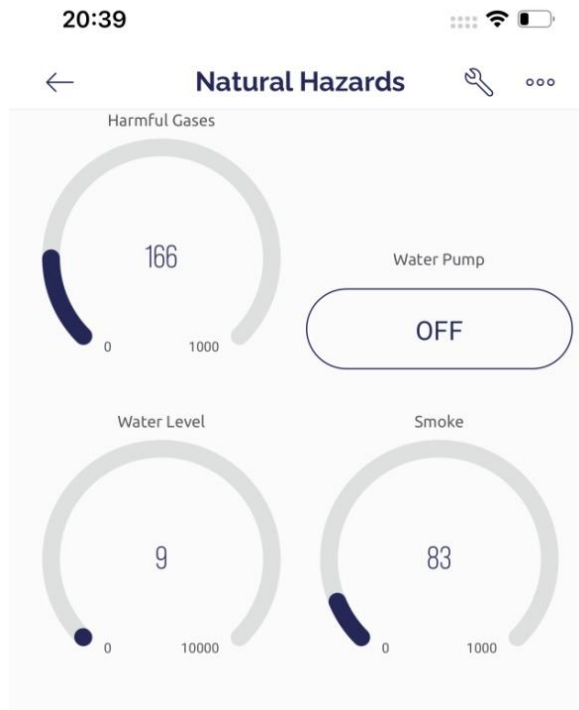 20:39
Natural Hazards
Harmful Gases
166
0 1000
Water Pump
OFF
Water Level
9
0 10000
Smoke
83
0 1000